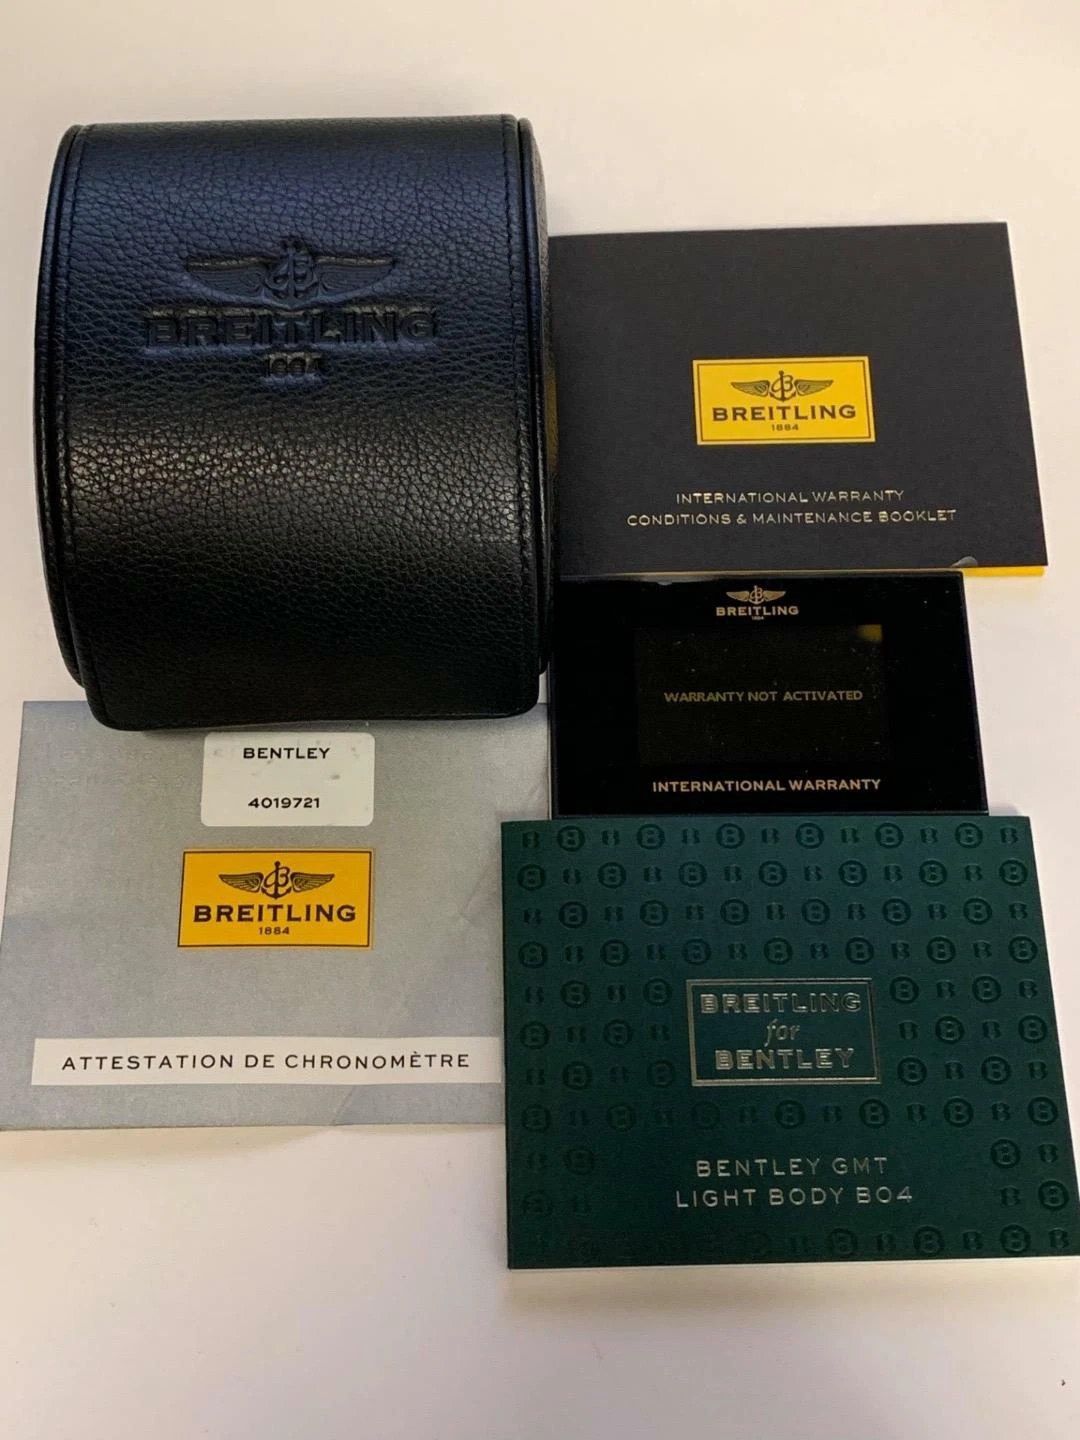 BREITLING
1884
BREITLING
1884
INTERNATIONAL WARRANTY
CONDITIONS & MAINTENANCE BOOKLET
BREITLING
1884
WARRANTY NOT ACTIVATED
INTERNATIONAL WARRANTY
BENTLEY
4019721
BREITLING
1884
ATTESTATION DE CHRONOMÈTRE
BREITLING
for
BENTLEY
BENTLEY GMT
LIGHT BODY B04